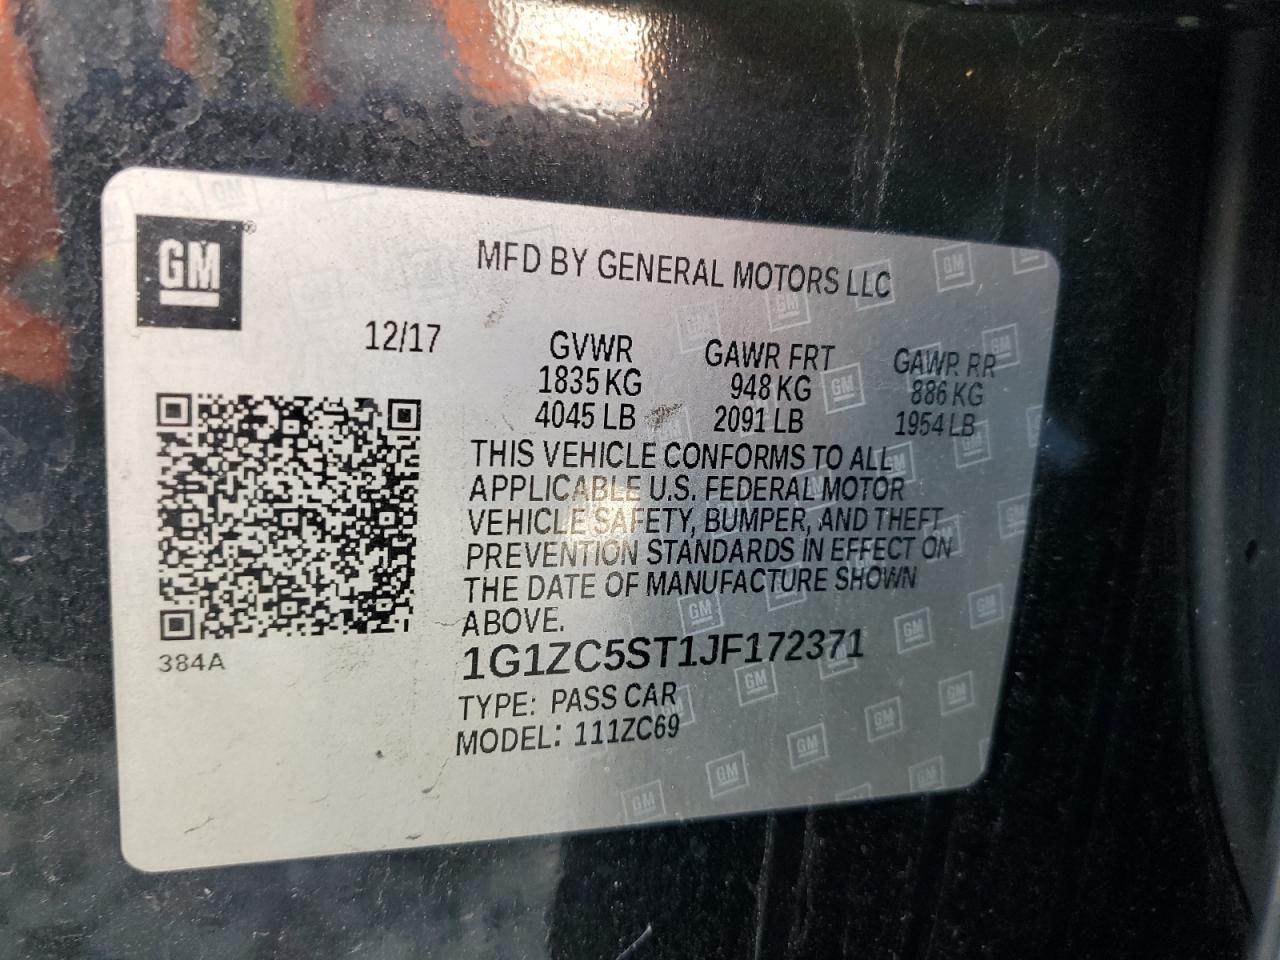 GM
MFD BY GENERAL MOTORS LLC
12/17
GVWR GAWR FRT GAWR RR
1835 KG 948 KG 886 KG
4045 LB 2091 LB 1954 LB
THIS VEHICLE CONFORMS TO ALL
APPLICABLE U.S. FEDERAL MOTOR
VEHICLE SAFETY, BUMPER, AND THEFT
PREVENTION STANDARDS IN EFFECT ON
THE DATE OF MANUFACTURE SHOWN
ABOVE.
384A
1G1ZC5ST1JF172371
TYPE: PASS CAR
MODEL: 111ZC69